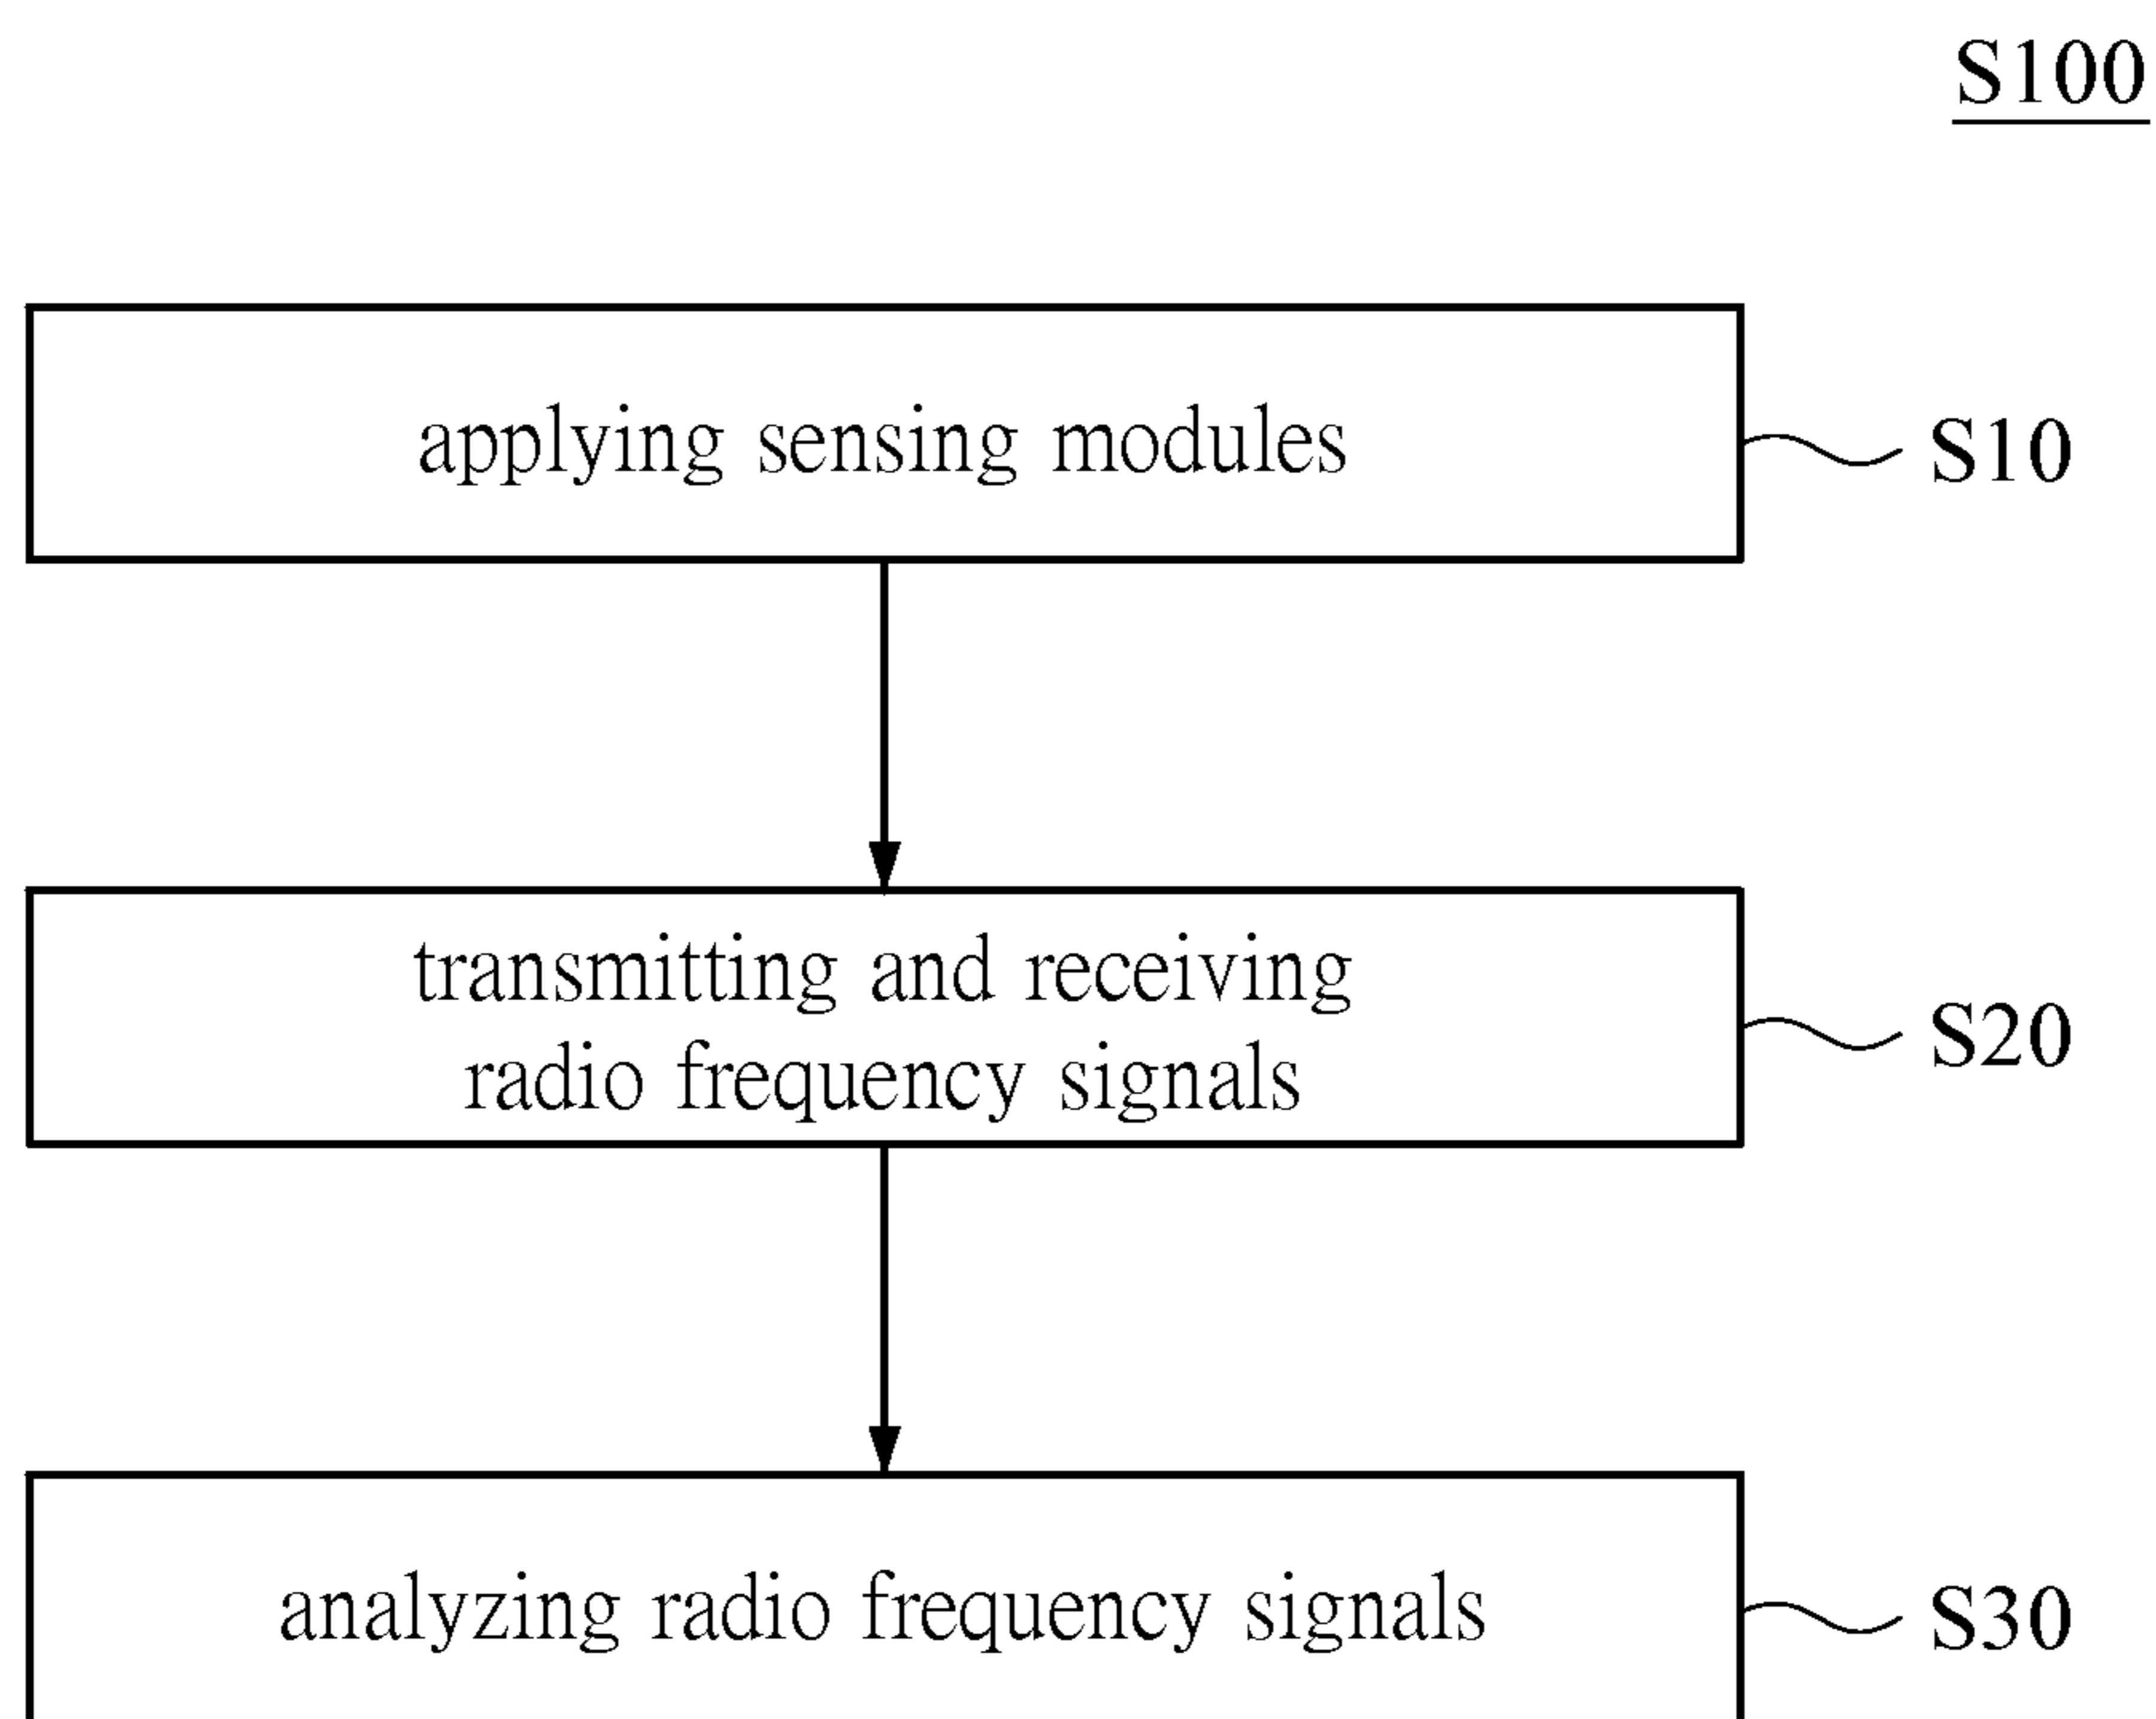 S100
applying sensing modules
S10
transmitting and receiving
radio frequency signals
S20
analyzing radio frequency signals
S30